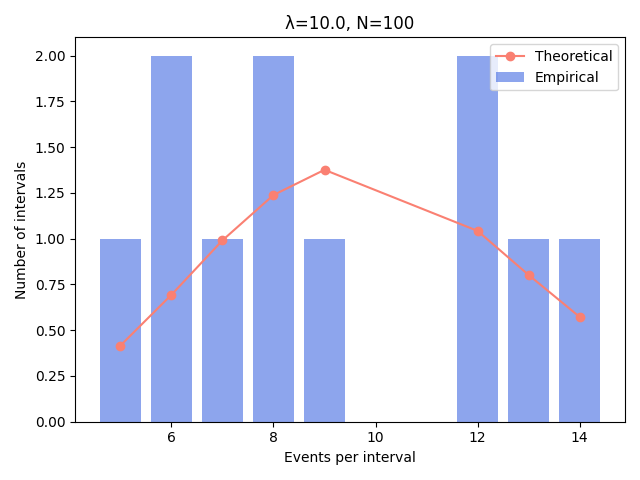 λ=10.0, N=100
Theoretical
Empirical
Number of intervals
2.00
1.75
1.50
1.25
1.00
0.75
0.50
0.25
0.00
6 8 10 12 14
Events per interval